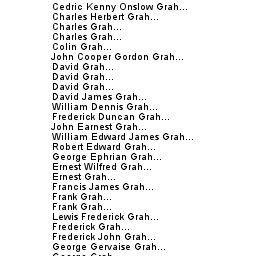 Cedric Kenny Onslow Grah...
Charles Herbert Grah...
Charles Grah...
Charles Grah...
Colin Grah...
John Cooper Gordon Grah...
David Grah...
David Grah...
David Grah...
David James Grah...
William Dennis Grah...
Frederick Duncan Grah...
John Earnest Grah...
William Edward James Grah...
Robert Edward Grah...
George Ephrian Grah...
Ernest Wilfred Grah...
Ernest Grah...
Francis James Grah...
Frank Grah...
Frank Grah...
Lewis Frederick Grah...
Frederick Grah...
Frederick John Grah...
George Gervaise Grah...